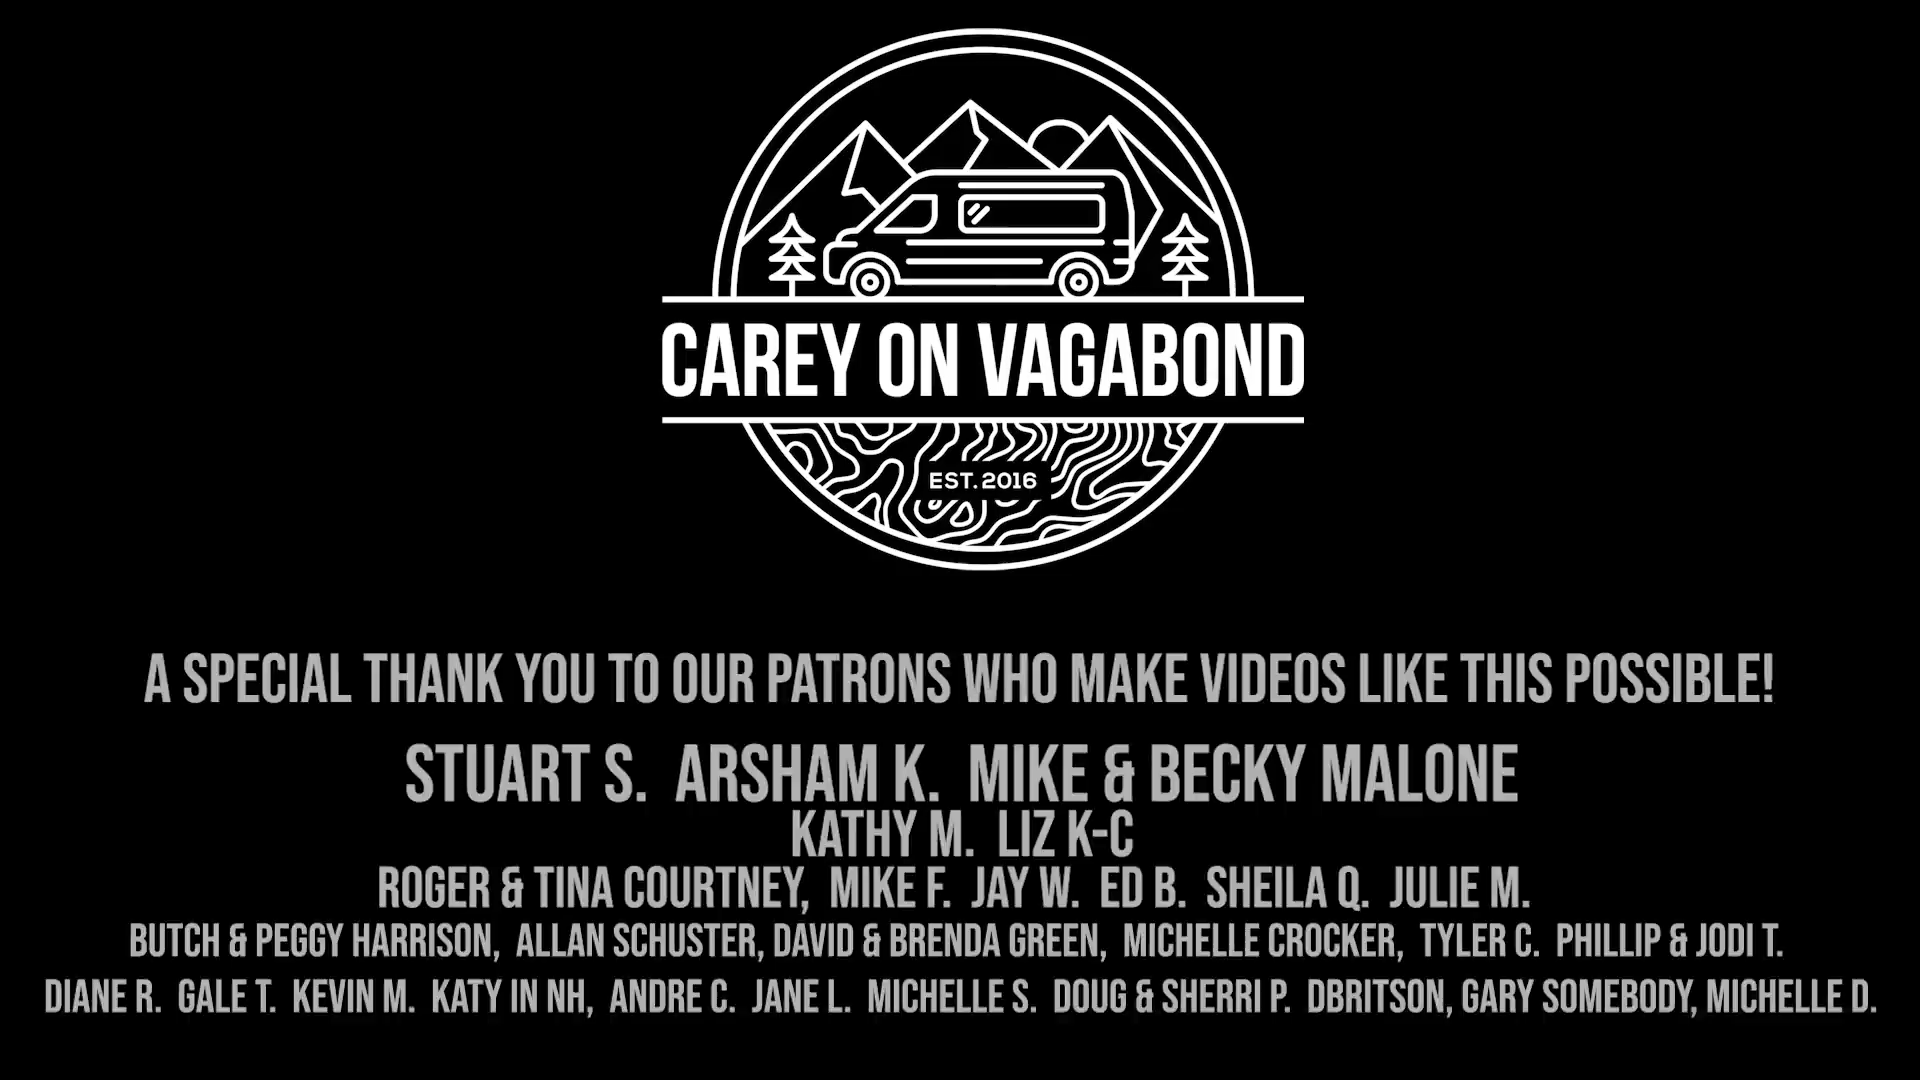 CAREY ON VAGABOND
EST. 2016
A SPECIAL THANK YOU TO OUR PATRONS WHO MAKE VIDEOS LIKE THIS POSSIBLE!
STUART S. ARSHAM K. MIKE & BECKY MALONE
KATHY M. LIZ K-C
ROGER & TINA COURTNEY, MIKE F. JAY W. ED B. SHEILA Q. JULIE M.
BUTCH & PEGGY HARRISON, ALLAN SCHUSTER, DAVID & BRENDA GREEN, MICHELLE CROCKER, TYLER C. PHILLIP & JODI T.
DIANE R. GALE T. KEVIN M. KATY IN NH, ANDRE C. JANE L. MICHELLE S. DOUG & SHERRI P. DBRITSON, GARY SOMEBODY, MICHELLE D.